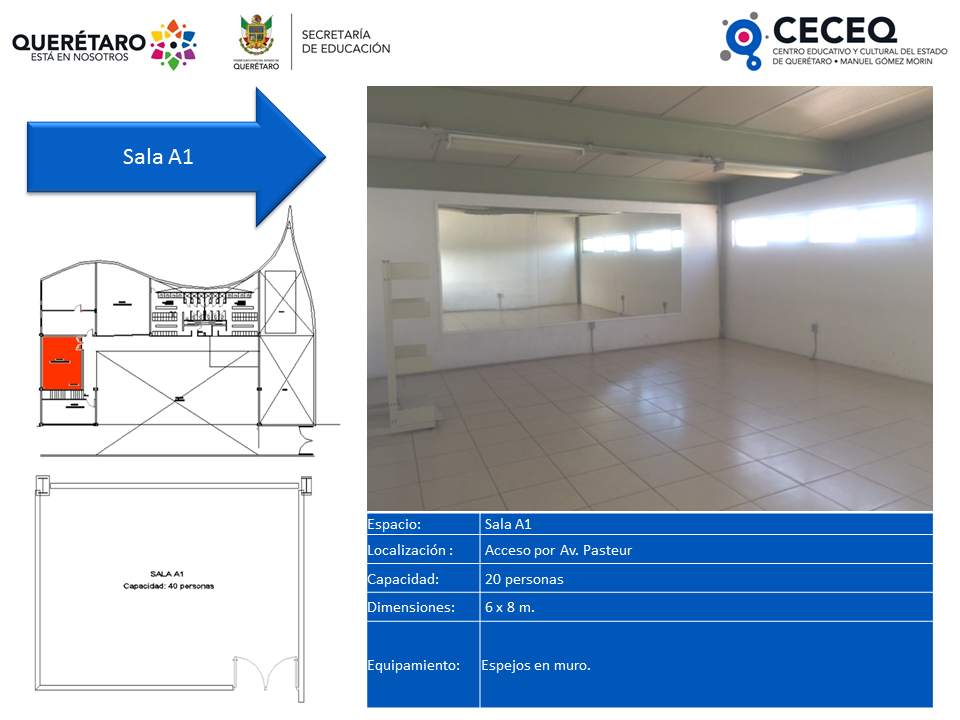 QUERÉTARO
ESTÁ EN NOSOTROS
PODER EJECUTIVO DEL ESTADO DE
QUERÉTARO
SECRETARÍA
DE EDUCACIÓN
CECEQ
CENTRO EDUCATIVO Y CULTURAL DEL ESTADO
DE QUERÉTARO • MANUEL GÓMEZ MORIN
Sala A1
SALA A1
Capacidad: 40 personas
Espacio: Sala A1
Localización : Acceso por Av. Pasteur
Capacidad: 20 personas
Dimensiones: 6 x 8 m.
Equipamiento: Espejos en muro.